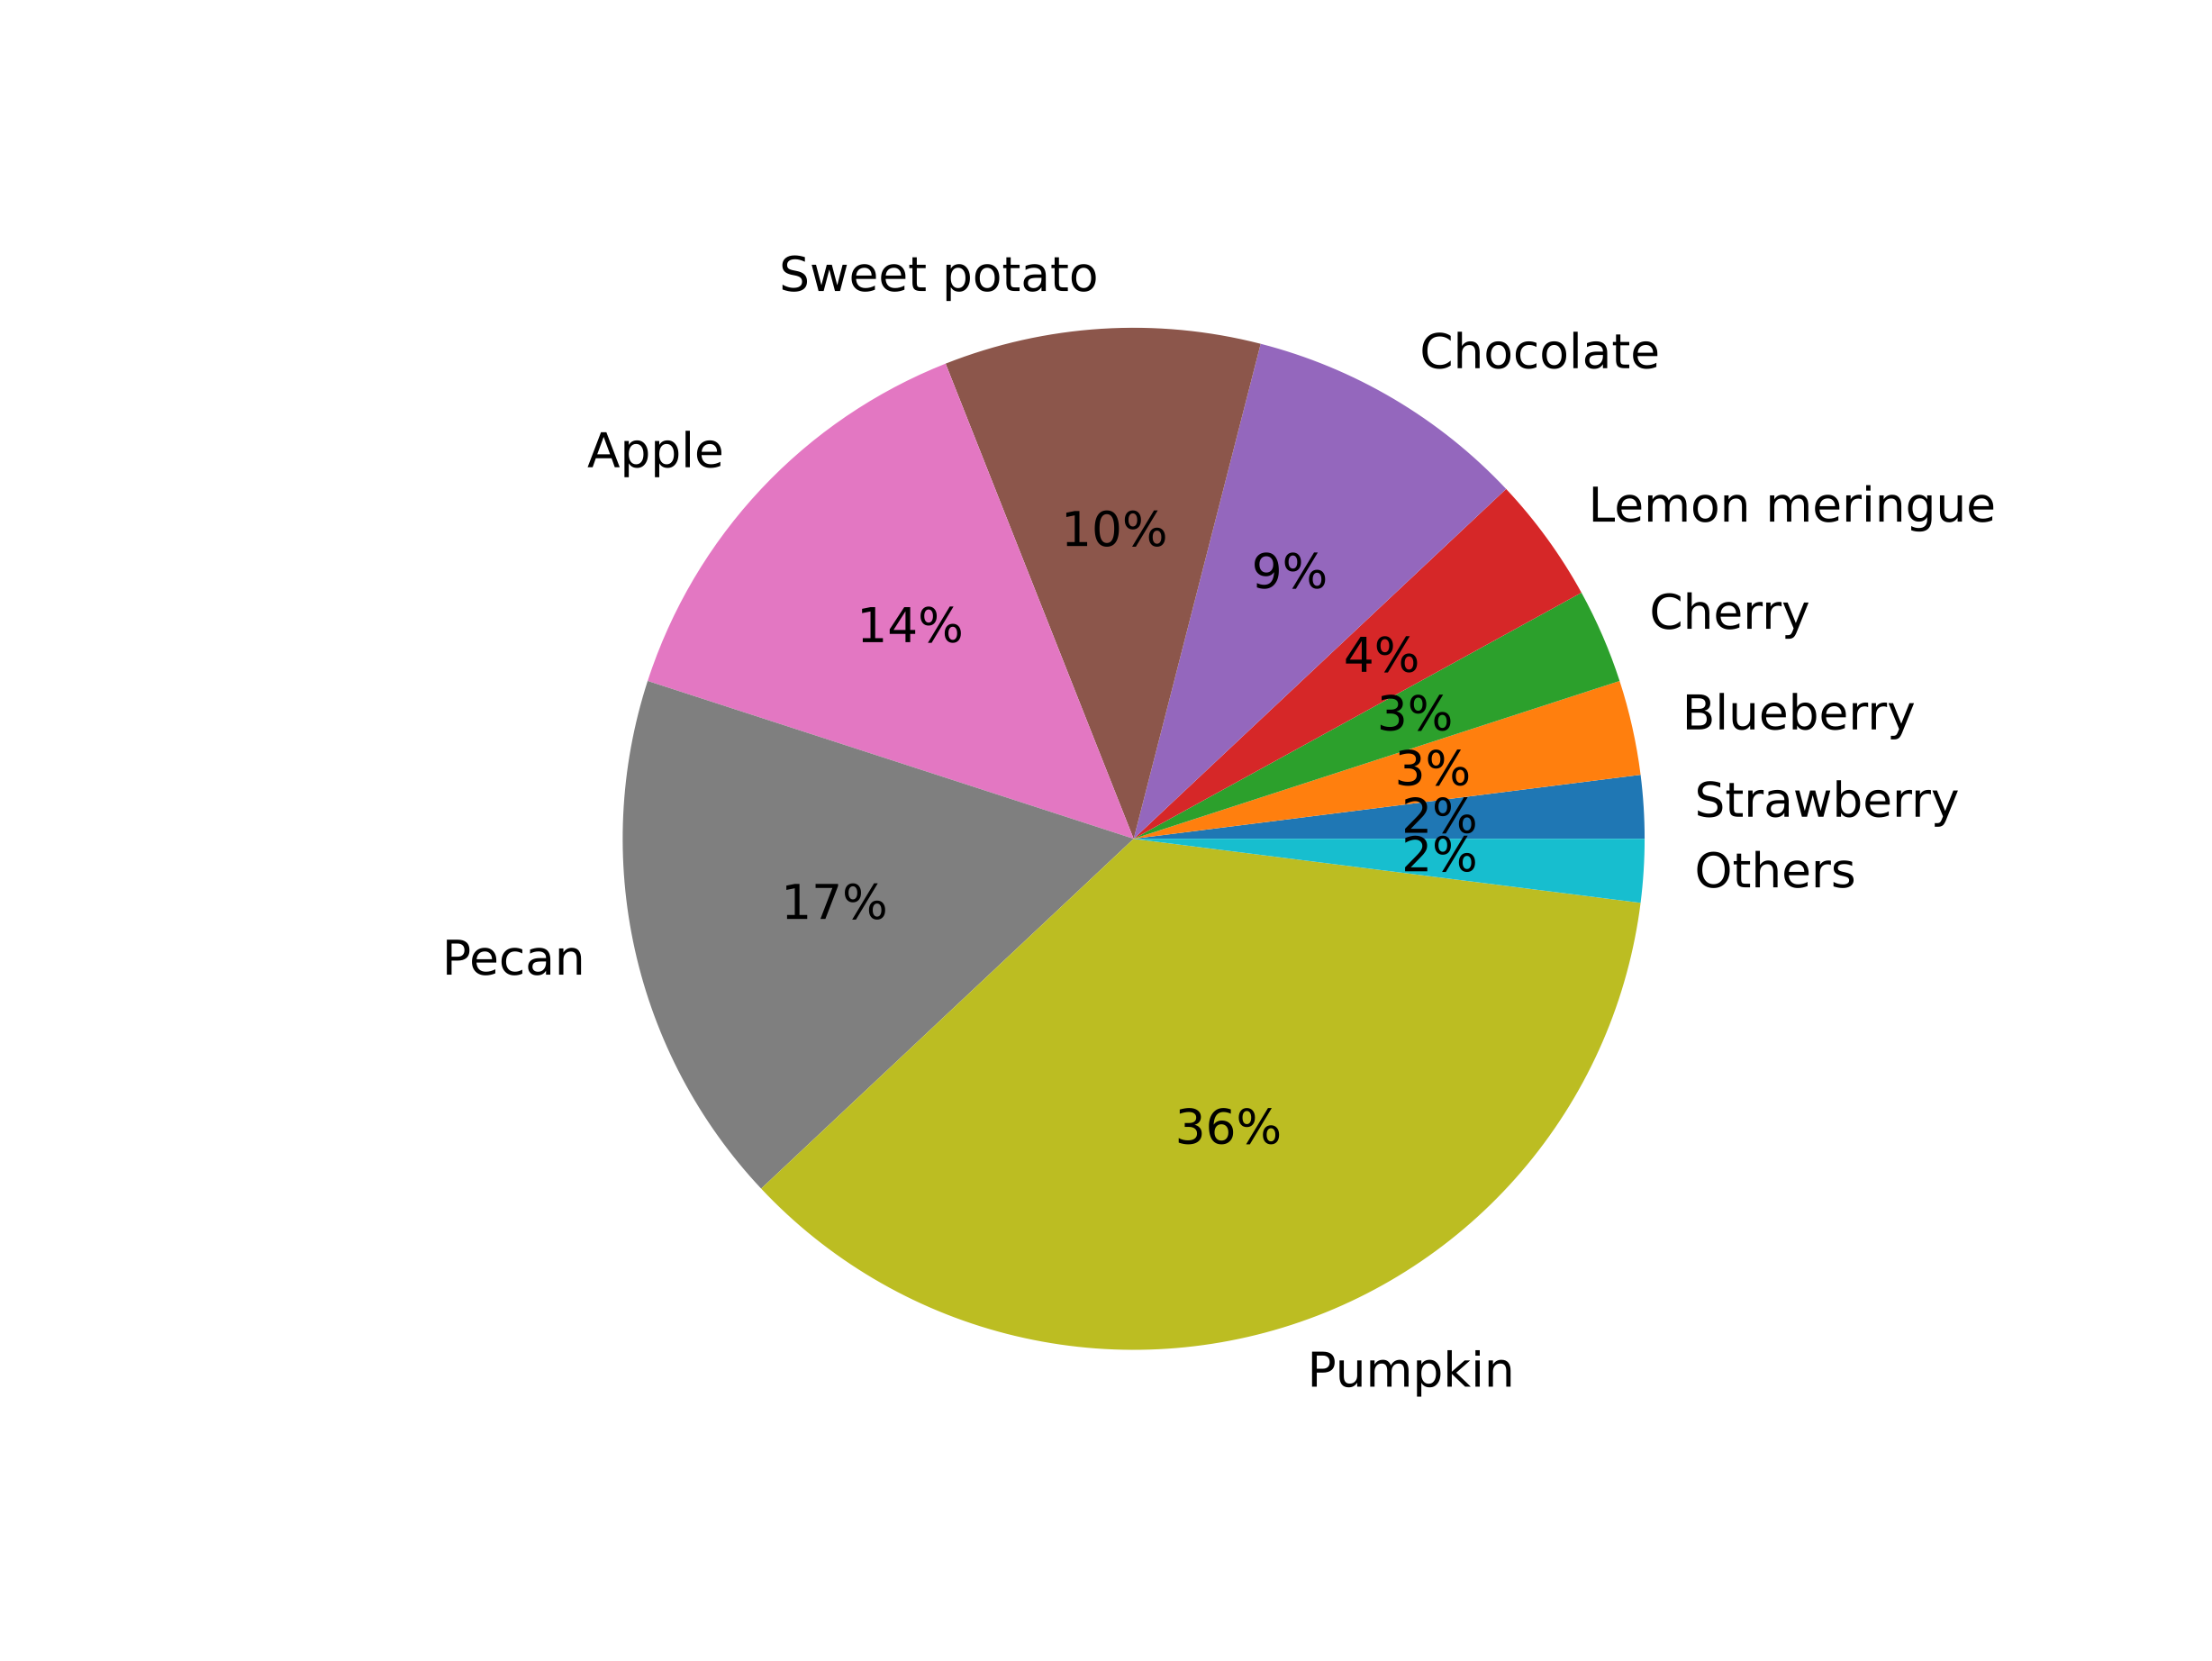 Sweet potato
Chocolate
Apple
Lemon meringue
10%
9%
Cherry
14%
4%
3%
Blueberry
3%
Strawberry
2%
2%
Others
17%
Pecan
36%
Pumpkin